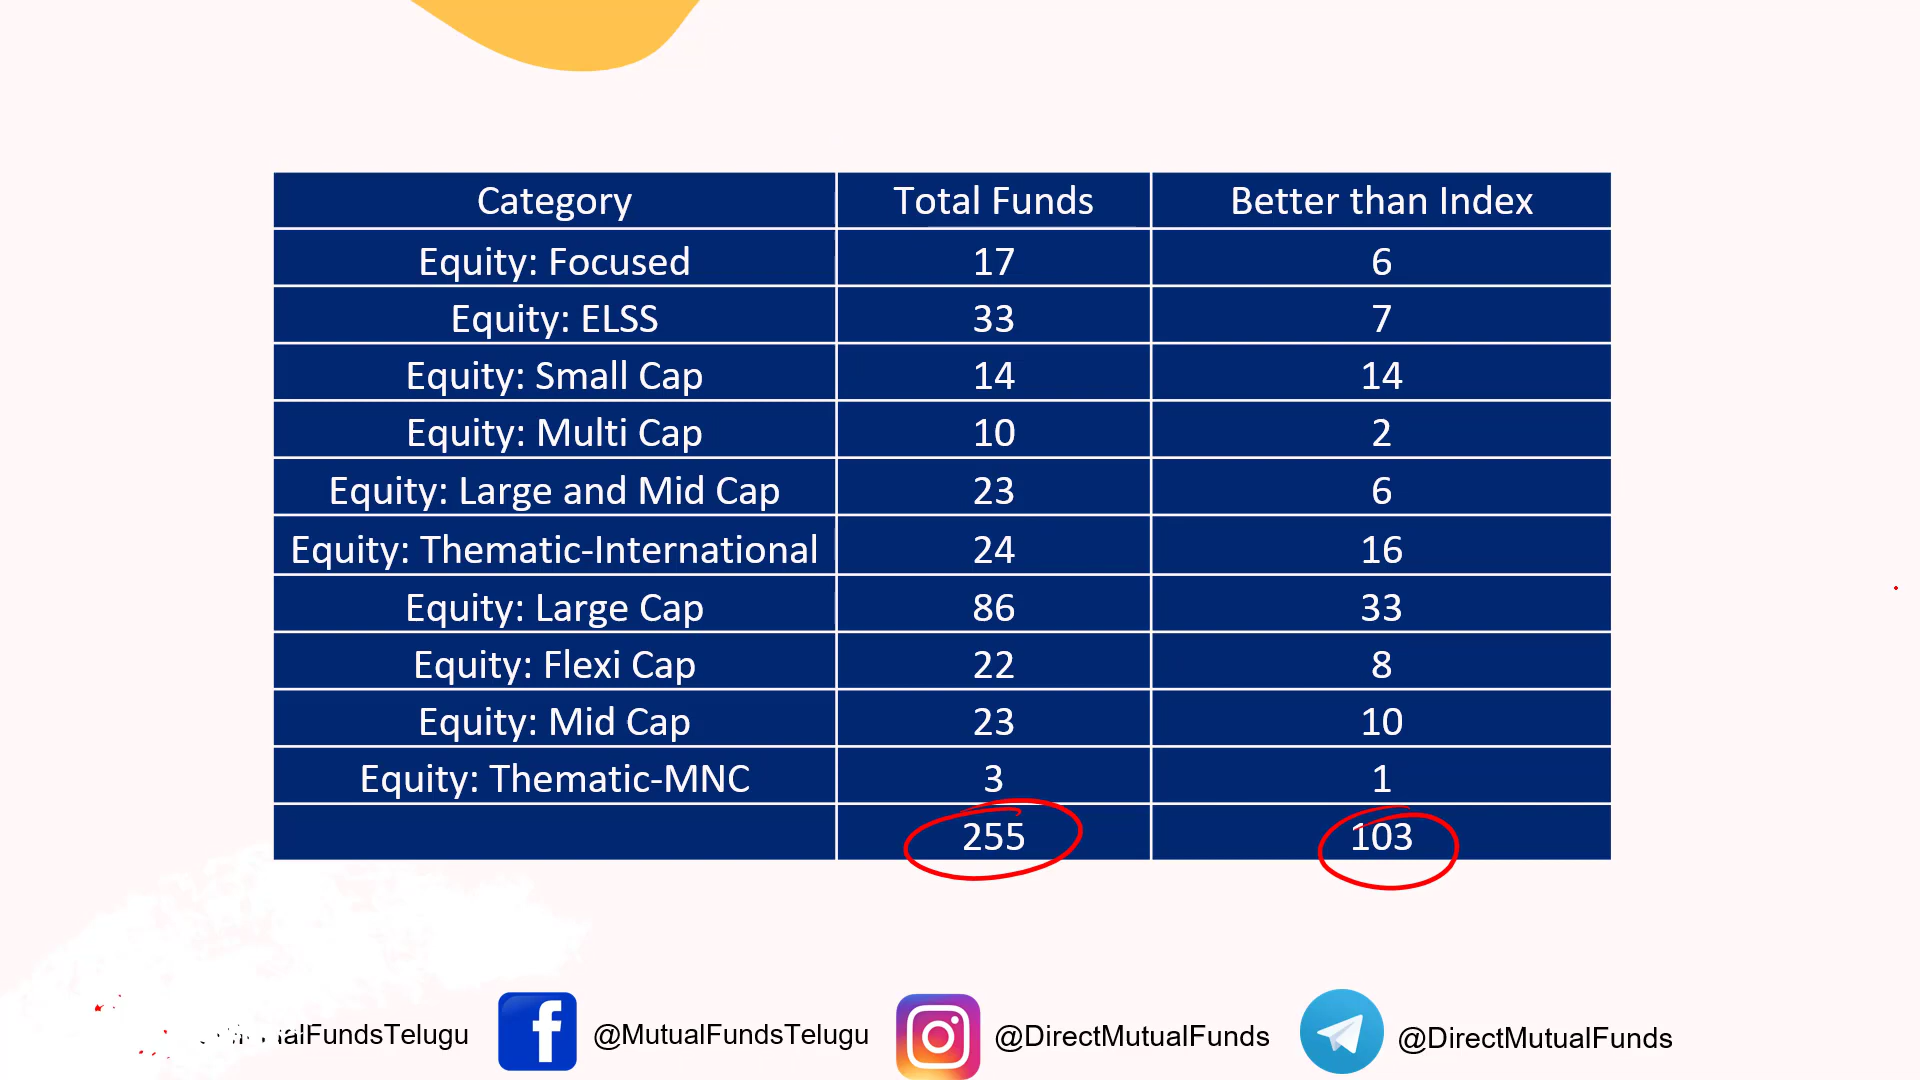 Category Total Funds Better than Index
Equity: Focused 17 6
Equity: ELSS 33 7
Equity: Small Cap 14 14
Equity: Multi Cap 10 2
Equity: Large and Mid Cap 23 6
Equity: Thematic-International 24 16
Equity: Large Cap 86 33
Equity: Flexi Cap 22 8
Equity: Mid Cap 23 10
Equity: Thematic-MNC 3 1
255 103
@MutualFundsTelugu @DirectMutualFunds @DirectMutualFunds